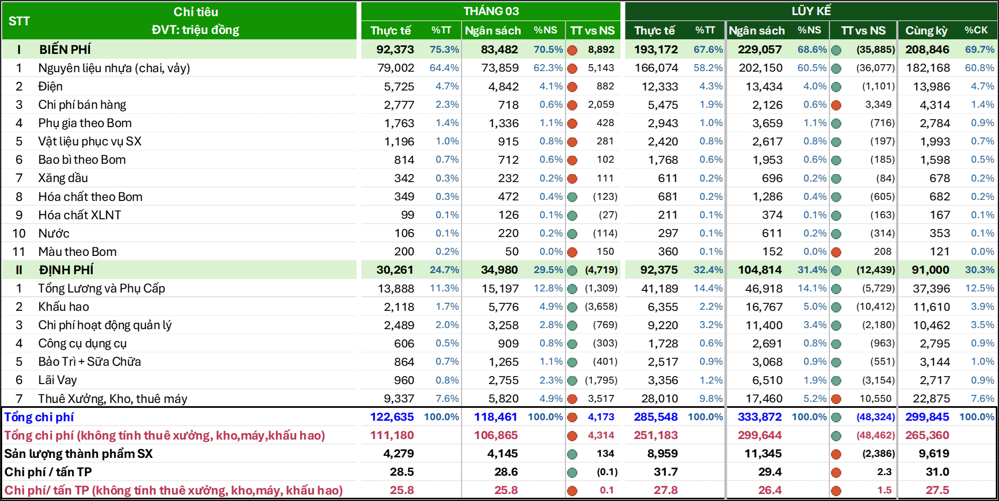 STT Chỉ tiêu ĐVT: triệu đồng THÁNG 03 LŨY KẾ
Thực tế %TT Ngân sách %NS TT vs NS Thực tế %TT Ngân sách %NS TT vs NS Cùng kỳ %CK
I BIẾN PHÍ 92,373 75.3% 83,482 70.5% 8,892 193,172 67.6% 229,057 68.6% (35,885) 208,846 69.7%
1 Nguyên liệu nhựa (chai, vảy) 79,002 64.4% 73,859 62.3% 5,143 166,074 58.2% 202,150 60.5% (36,077) 182,168 60.8%
2 Điện 5,725 4.7% 4,842 4.1% 882 12,333 4.3% 13,434 4.0% (1,101) 13,986 4.7%
3 Chi phí bán hàng 2,777 2.3% 718 0.6% 2,059 5,475 1.9% 2,126 0.6% 3,349 4,314 1.4%
4 Phụ gia theo Bom 1,763 1.4% 1,336 1.1% 428 2,943 1.0% 3,659 1.1% (716) 2,784 0.9%
5 Vật liệu phục vụ SX 1,196 1.0% 915 0.8% 281 2,420 0.8% 2,617 0.8% (197) 1,993 0.7%
6 Bao bì theo Bom 814 0.7% 712 0.6% 102 1,768 0.6% 1,953 0.6% (185) 1,598 0.5%
7 Xăng dầu 342 0.3% 232 0.2% 111 611 0.2% 696 0.2% (84) 678 0.2%
8 Hóa chất theo Bom 349 0.3% 472 0.4% (123) 681 0.2% 1,286 0.4% (605) 682 0.2%
9 Hóa chất XLNT 99 0.1% 126 0.1% (27) 211 0.1% 374 0.1% (163) 167 0.1%
10 Nước 106 0.1% 220 0.2% (114) 297 0.1% 611 0.2% (314) 353 0.1%
11 Màu theo Bom 200 0.2% 50 0.0% 150 360 0.1% 152 0.0% 208 121 0.0%
II ĐỊNH PHÍ 30,261 24.7% 34,980 29.5% (4,719) 92,375 32.4% 104,814 31.4% (12,439) 91,000 30.3%
1 Tổng Lương và Phụ Cấp 13,888 11.3% 15,197 12.8% (1,309) 41,189 14.4% 46,918 14.1% (5,729) 37,396 12.5%
2 Khấu hao 2,118 1.7% 5,776 4.9% (3,658) 6,355 2.2% 16,767 5.0% (10,412) 11,610 3.9%
3 Chi phí hoạt động quản lý 2,489 2.0% 3,258 2.8% (769) 9,220 3.2% 11,400 3.4% (2,180) 10,462 3.5%
4 Công cụ dụng cụ 606 0.5% 909 0.8% (303) 1,728 0.6% 2,691 0.8% (963) 2,795 0.9%
5 Bảo Trì + Sữa Chữa 864 0.7% 1,265 1.1% (401) 2,517 0.9% 3,068 0.9% (551) 3,144 1.0%
6 Lãi Vay 960 0.8% 2,755 2.3% (1,795) 3,356 1.2% 6,510 1.9% (3,154) 2,717 0.9%
7 Thuê Xưởng, Kho, thuê máy 9,337 7.6% 5,820 4.9% 3,517 28,010 9.8% 17,460 5.2% 10,550 22,875 7.6%
Tổng chi phí 122,635 100.0% 118,461 100.0% 4,173 285,548 100.0% 333,872 100.0% (48,324) 299,845 100.0%
Tổng chi phí (không tính thuê xưởng, kho,máy,khấu hao) 111,180 106,865 4,314 251,183 299,644 (48,462) 265,360
Sản lượng thành phẩm SX 4,279 4,145 134 8,959 11,345 (2,386) 9,619
Chi phí / tấn TP 28.5 28.6 (0.1) 31.7 29.4 2.3 31.0
Chi phí/ tấn TP (không tính thuê xưởng, kho,máy, khấu hao) 25.8 25.8 0.1 27.8 26.4 1.5 27.5